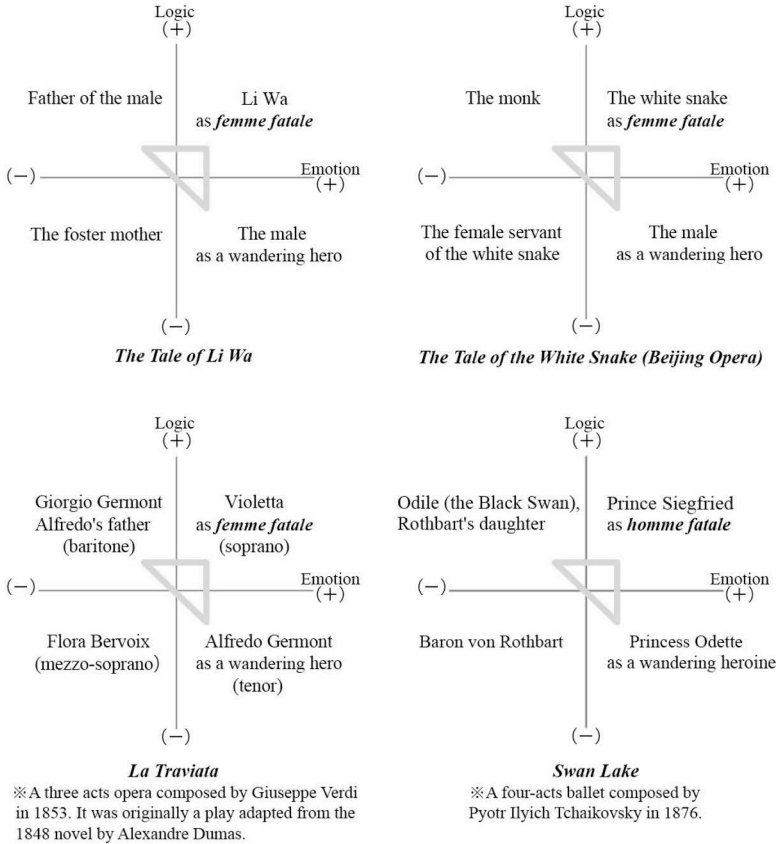 Logic
(+)
Father of the male
Li Wa
as femme fatale
(−)
Emotion
(+)
The foster mother
The male
as a wandering hero
(−)
The Tale of Li Wa
Logic
(+)
The monk
The white snake
as femme fatale
(−)
Emotion
(+)
The female servant
of the white snake
The male
as a wandering hero
(−)
The Tale of the White Snake (Beijing Opera)
Logic
(+)
Giorgio Germont
Alfredo's father
(baritone)
Violetta
as femme fatale
(soprano)
(−)
Emotion
(+)
Flora Bervoix
(mezzo-soprano)
Alfredo Germont
as a wandering hero
(tenor)
(−)
La Traviata
※A three acts opera composed by Giuseppe Verdi
in 1853. It was originally a play adapted from the
1848 novel by Alexandre Dumas.
Logic
(+)
Odile (the Black Swan),
Rothbart's daughter
Prince Siegfried
as homme fatale
(−)
Emotion
(+)
Baron von Rothbart
Princess Odette
as a wandering heroine
(−)
Swan Lake
※A four-acts ballet composed by
Pyotr Ilyich Tchaikovsky in 1876.